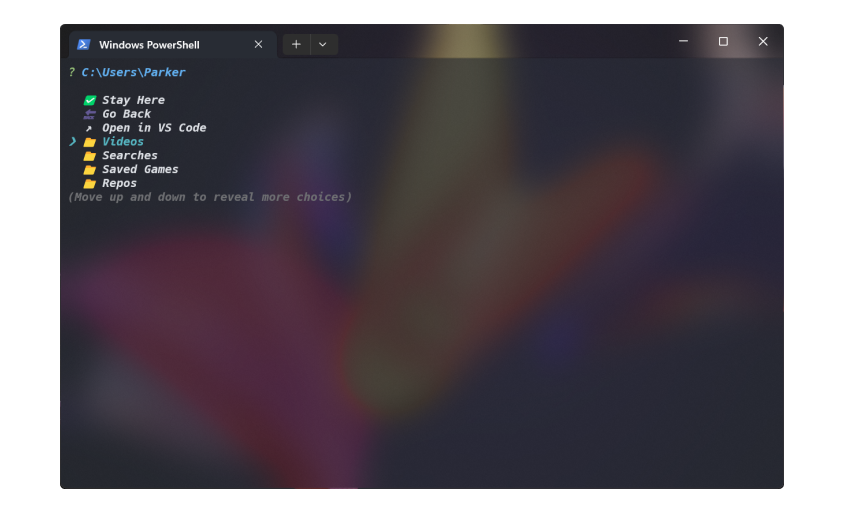 Windows PowerShell
? C:\Users\Parker
Stay Here
Go Back
Open in VS Code
❯ Videos
Searches
Saved Games
Repos
(Move up and down to reveal more choices)